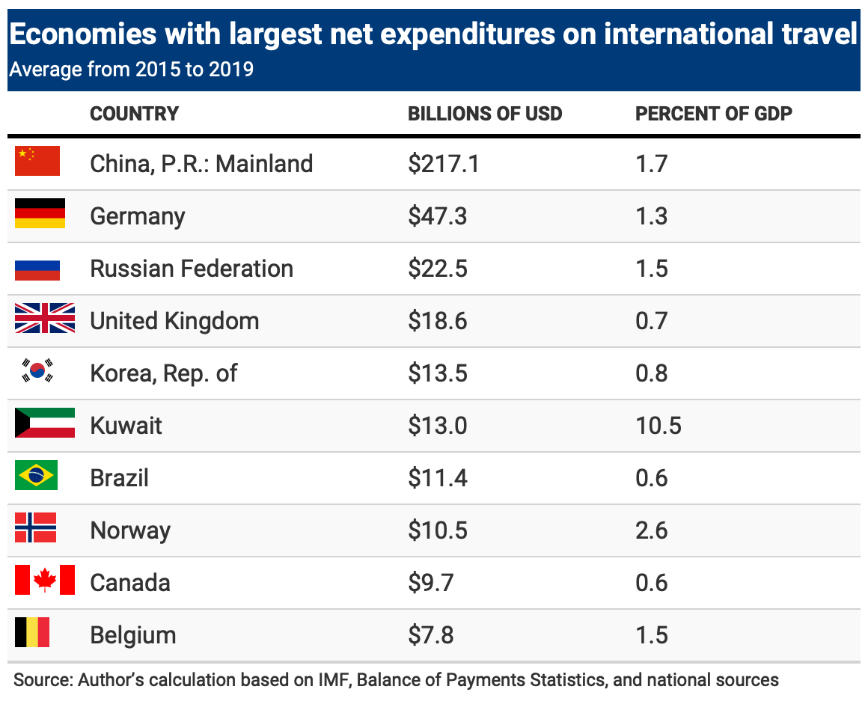 Economies with largest net expenditures on international travel
Average from 2015 to 2019
COUNTRY BILLIONS OF USD PERCENT OF GDP
China, P.R.: Mainland $217.1 1.7
Germany $47.3 1.3
Russian Federation $22.5 1.5
United Kingdom $18.6 0.7
Korea, Rep. of $13.5 0.8
Kuwait $13.0 10.5
Brazil $11.4 0.6
Norway $10.5 2.6
Canada $9.7 0.6
Belgium $7.8 1.5
Source: Author’s calculation based on IMF, Balance of Payments Statistics, and national sources